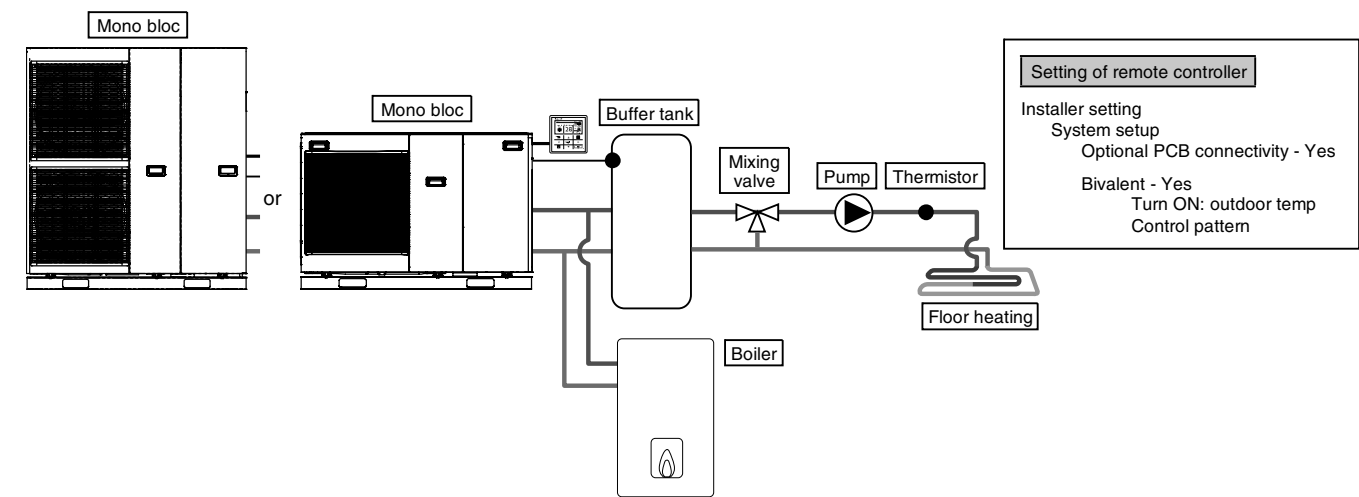 Mono bloc
or
Mono bloc
Buffer tank
Mixing
valve
Pump
Thermistor
Floor heating
Boiler
Setting of remote controller
Installer setting
System setup
Optional PCB connectivity - Yes
Bivalent - Yes
Turn ON: outdoor temp
Control pattern